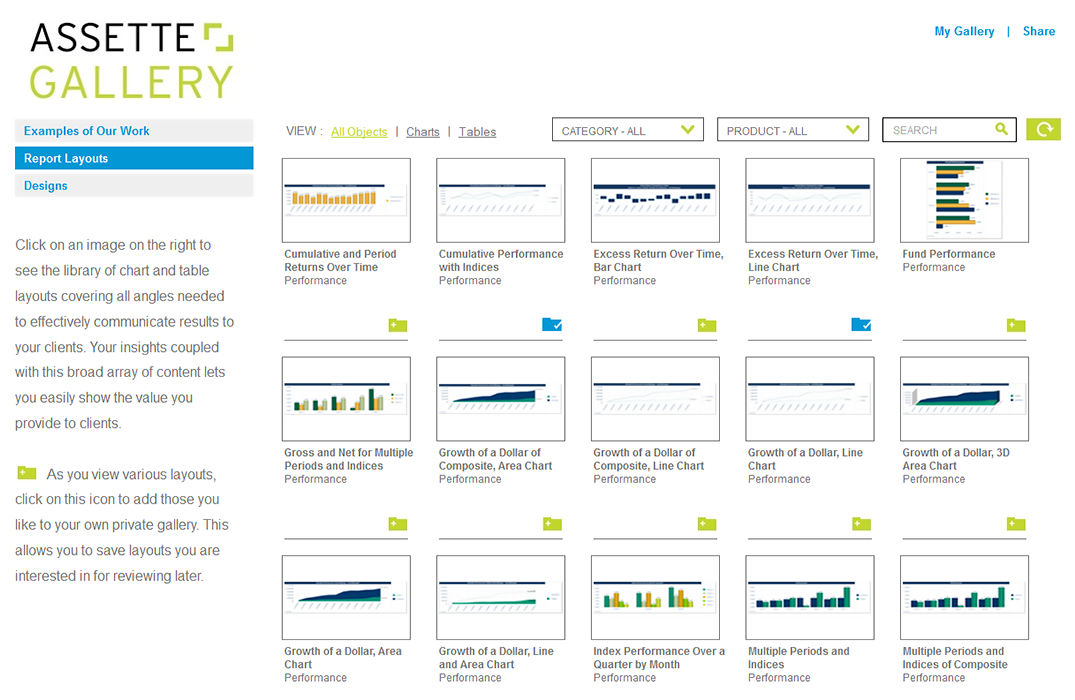 ASSETTE
GALLERY
My Gallery | Share
Examples of Our Work
Report Layouts
Designs
Click on an image on the right to
see the library of chart and table
layouts covering all angles needed
to effectively communicate results to
your clients. Your insights coupled
with this broad array of content lets
you easily show the value you
provide to clients.
As you view various layouts,
click on this icon to add those you
like to your own private gallery. This
allows you to save layouts you are
interested in for reviewing later.
VIEW : All Objects | Charts | Tables
CATEGORY - ALL
PRODUCT - ALL
SEARCH
Cumulative and Period
Returns Over Time
Performance
Cumulative Performance
with Indices
Performance
Excess Return Over Time,
Bar Chart
Performance
Excess Return Over Time,
Line Chart
Performance
Fund Performance
Performance
Gross and Net for Multiple
Periods and Indices
Performance
Growth of a Dollar of
Composite, Area Chart
Performance
Growth of a Dollar of
Composite, Line Chart
Performance
Growth of a Dollar, Line
Chart
Performance
Growth of a Dollar, 3D
Area Chart
Performance
Growth of a Dollar, Area
Chart
Performance
Growth of a Dollar, Line
and Area Chart
Performance
Index Performance Over a
Quarter by Month
Performance
Multiple Periods and
Indices
Performance
Multiple Periods and
Indices of Composite
Performance